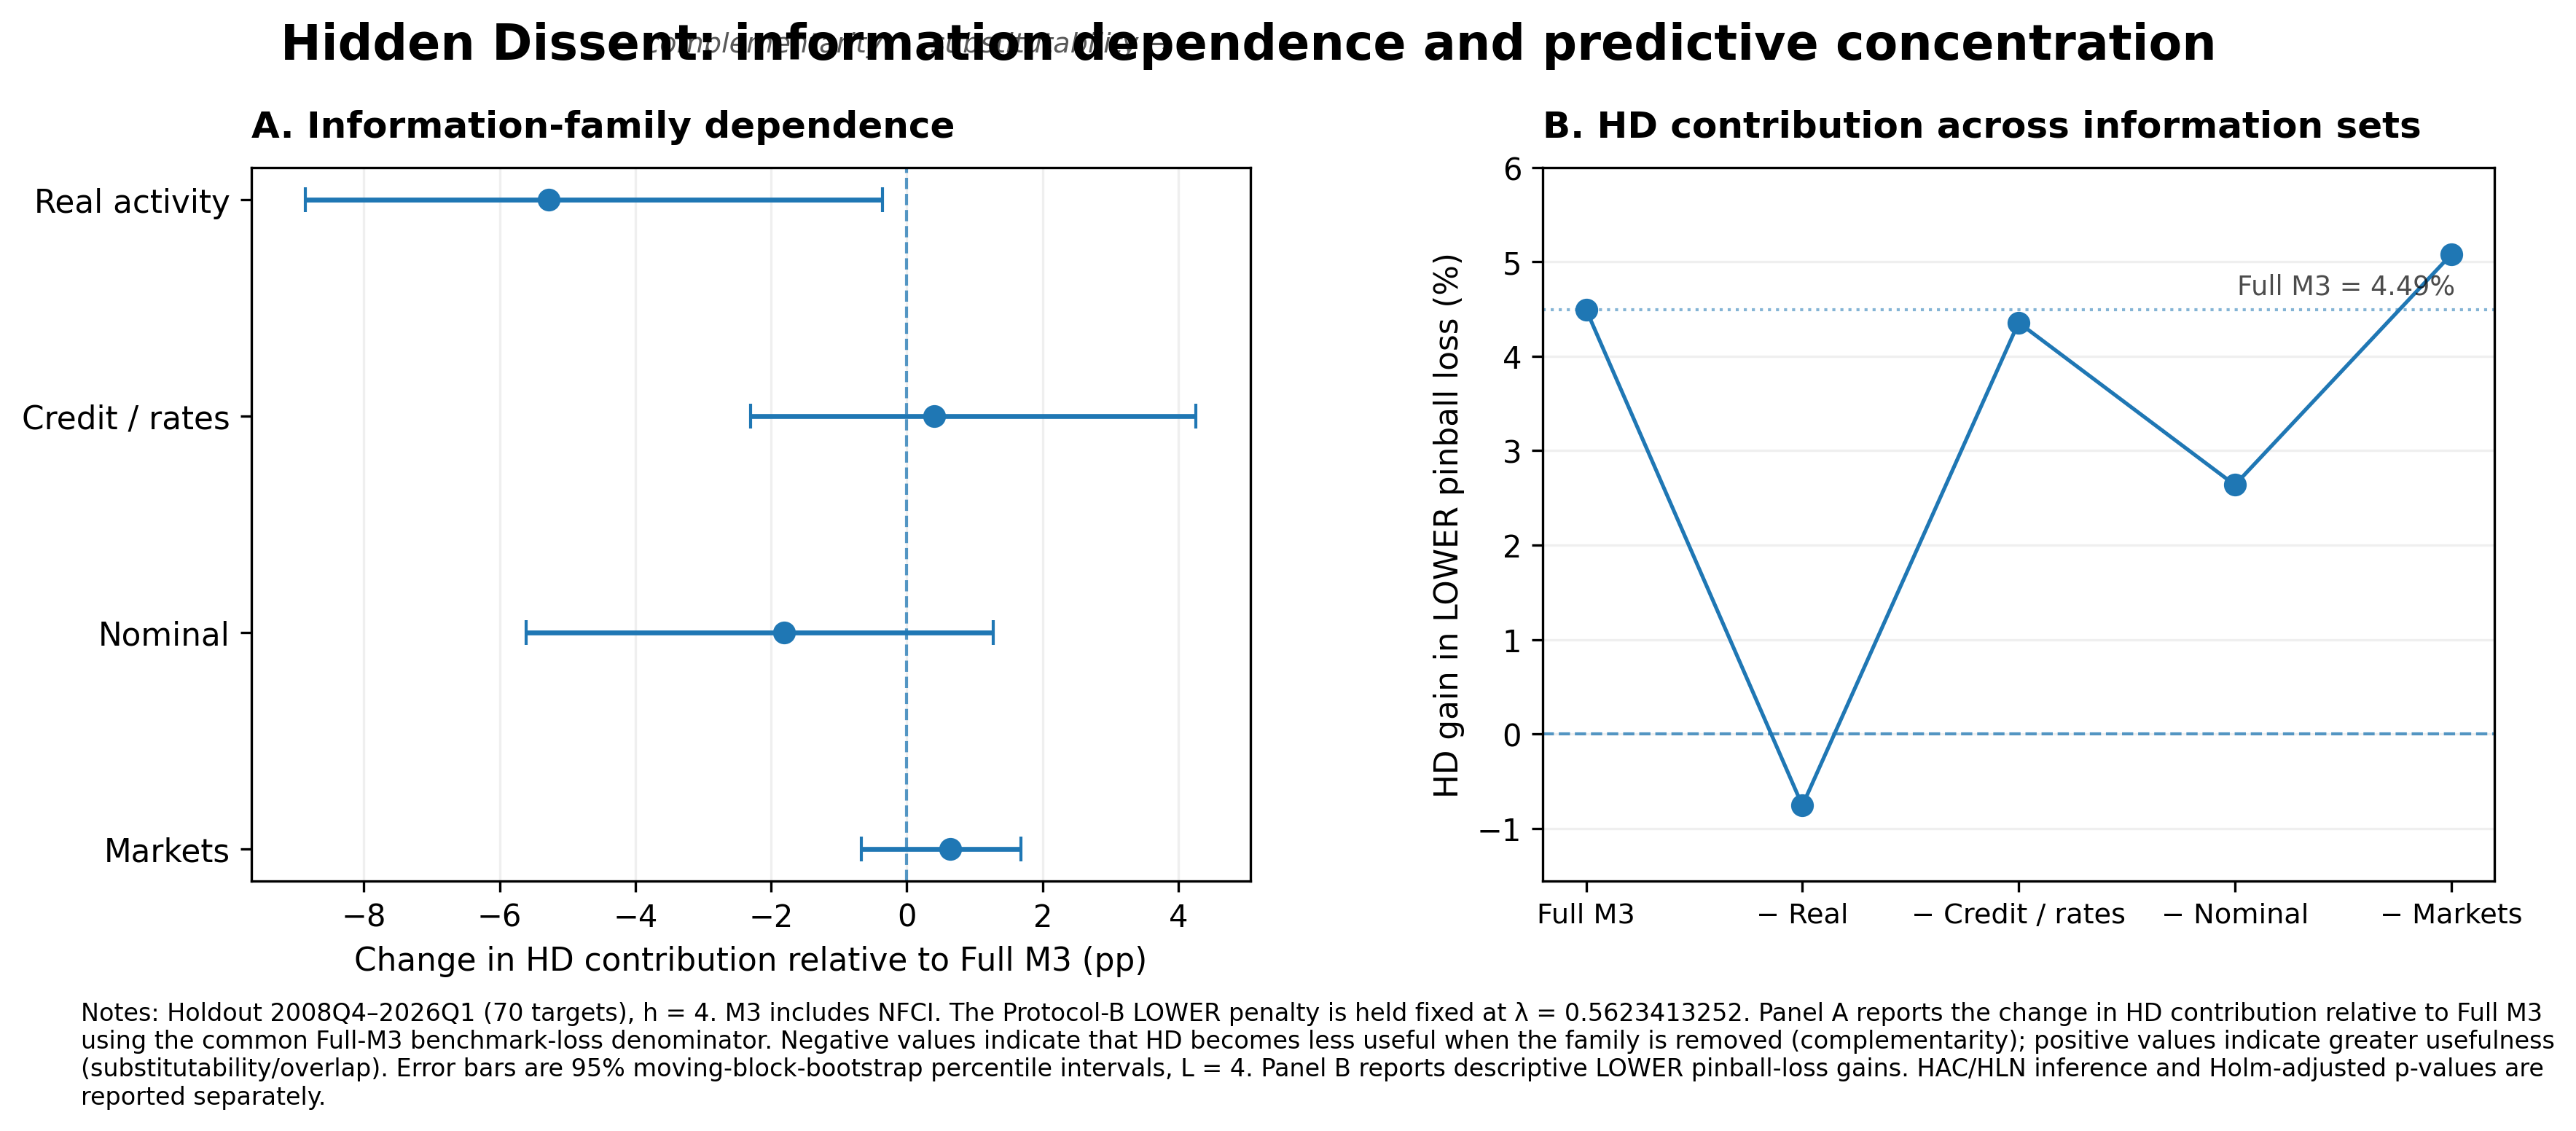 Hidden Dissent: information dependence and predictive concentration
complementarity substitutability
A. Information-family dependence
Real activity
Credit / rates
Nominal
Markets
−8 −6 −4 −2 0 2 4
Change in HD contribution relative to Full M3 (pp)
B. HD contribution across information sets
HD gain in LOWER pinball loss (%)
6
5
4
3
2
1
0
−1
Full M3 = 4.49%
Full M3 − Real − Credit / rates − Nominal − Markets
Notes: Holdout 2008Q4–2026Q1 (70 targets), h = 4. M3 includes NFCI. The Protocol-B LOWER penalty is held fixed at λ = 0.5623413252. Panel A reports the change in HD contribution relative to Full M3
using the common Full-M3 benchmark-loss denominator. Negative values indicate that HD becomes less useful when the family is removed (complementarity); positive values indicate greater usefulness
(substitutability/overlap). Error bars are 95% moving-block-bootstrap percentile intervals, L = 4. Panel B reports descriptive LOWER pinball-loss gains. HAC/HLN inference and Holm-adjusted p-values are
reported separately.